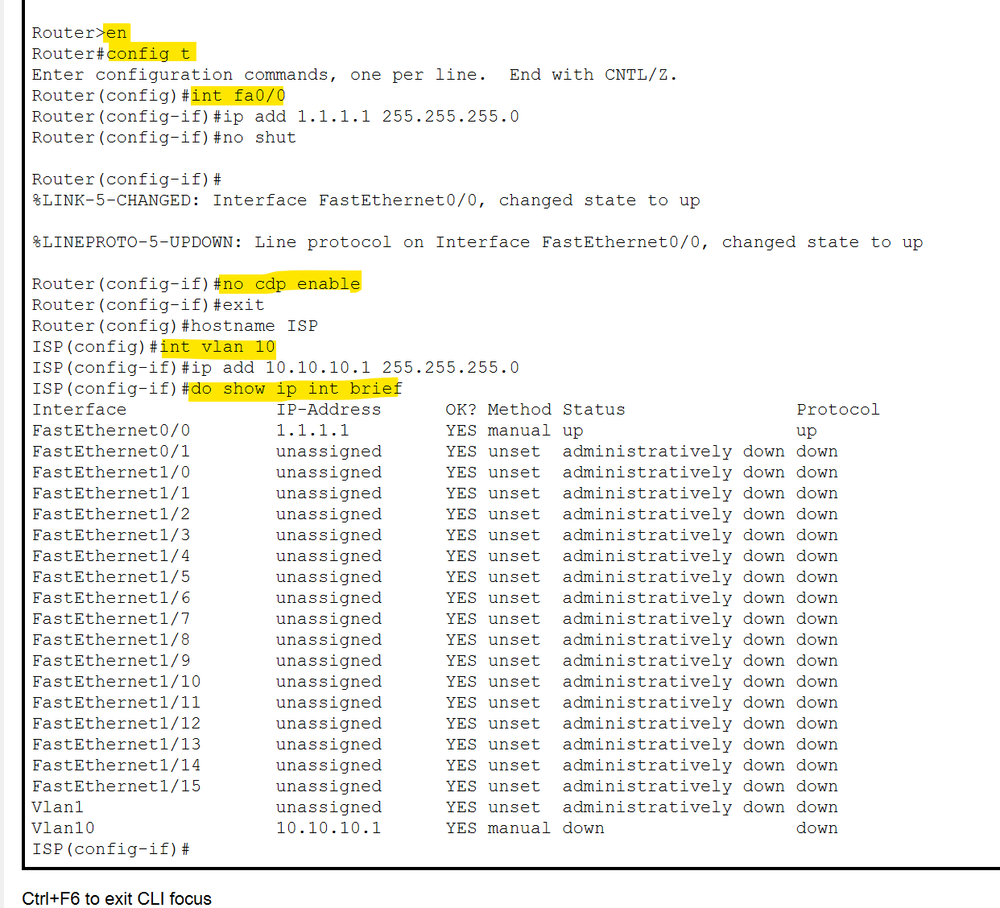 Router>en
Router#config t
Enter configuration commands, one per line.  End with CNTL/Z.
Router(config)#int fa0/0
Router(config-if)#ip add 1.1.1.1 255.255.255.0
Router(config-if)#no shut
Router(config-if)#
%LINK-5-CHANGED: Interface FastEthernet0/0, changed state to up
%LINEPROTO-5-UPDOWN: Line protocol on Interface FastEthernet0/0, changed state to up
Router(config-if)#no cdp enable
Router(config-if)#exit
Router(config)#hostname ISP
ISP(config)#int vlan 10
ISP(config-if)#ip add 10.10.10.1 255.255.255.0
ISP(config-if)#do show ip int brief
Interface              IP-Address      OK? Method Status                Protocol
FastEthernet0/0        1.1.1.1         YES manual up                    up
FastEthernet0/1        unassigned      YES unset  administratively down down
FastEthernet1/0        unassigned      YES unset  administratively down down
FastEthernet1/1        unassigned      YES unset  administratively down down
FastEthernet1/2        unassigned      YES unset  administratively down down
FastEthernet1/3        unassigned      YES unset  administratively down down
FastEthernet1/4        unassigned      YES unset  administratively down down
FastEthernet1/5        unassigned      YES unset  administratively down down
FastEthernet1/6        unassigned      YES unset  administratively down down
FastEthernet1/7        unassigned      YES unset  administratively down down
FastEthernet1/8        unassigned      YES unset  administratively down down
FastEthernet1/9        unassigned      YES unset  administratively down down
FastEthernet1/10       unassigned      YES unset  administratively down down
FastEthernet1/11       unassigned      YES unset  administratively down down
FastEthernet1/12       unassigned      YES unset  administratively down down
FastEthernet1/13       unassigned      YES unset  administratively down down
FastEthernet1/14       unassigned      YES unset  administratively down down
FastEthernet1/15       unassigned      YES unset  administratively down down
Vlan1                  unassigned      YES unset  administratively down down
Vlan10                 10.10.10.1      YES manual down                  down
ISP(config-if)#
Ctrl+F6 to exit CLI focus